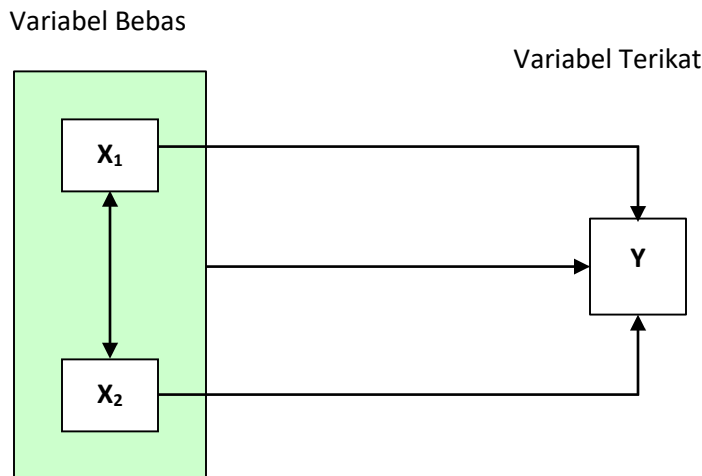 Variabel Bebas
Variabel Terikat
X₁
Y
X₂